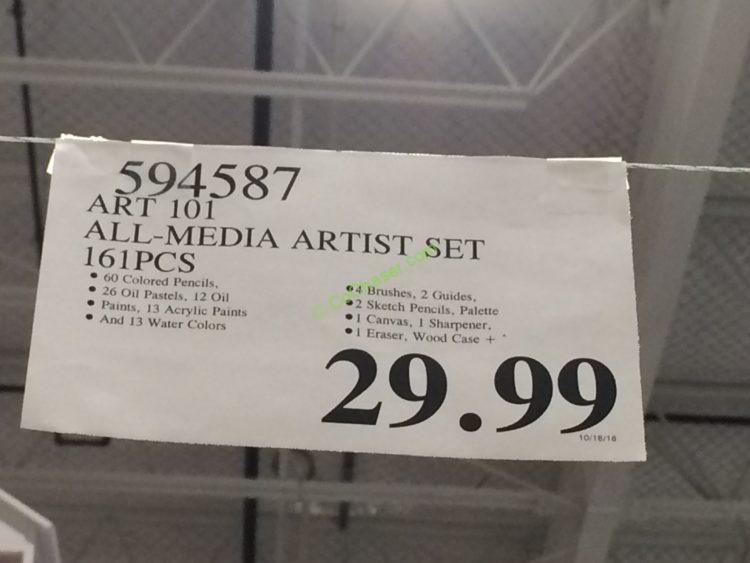 594587
ART 101
ALL-MEDIA ARTIST SET
161PCS
• 60 Colored Pencils,
• 26 Oil Pastels, 12 Oil
• Paints, 13 Acrylic Paints
• And 13 Water Colors
• 4 Brushes, 2 Guides,
• 2 Sketch Pencils, Palette
• 1 Canvas, 1 Sharpener,
• 1 Eraser, Wood Case +
29.99
10/18/16
© CoChaser.com